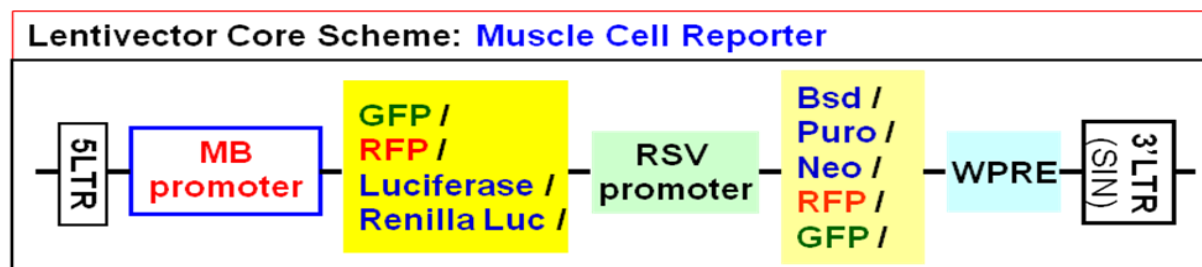 Lentivector Core Scheme: Muscle Cell Reporter
5LTR
MB
promoter
GFP /
RFP /
Luciferase /
Renilla Luc /
RSV
promoter
Bsd /
Puro /
Neo /
RFP /
GFP /
WPRE
3'LTR
(SIN)